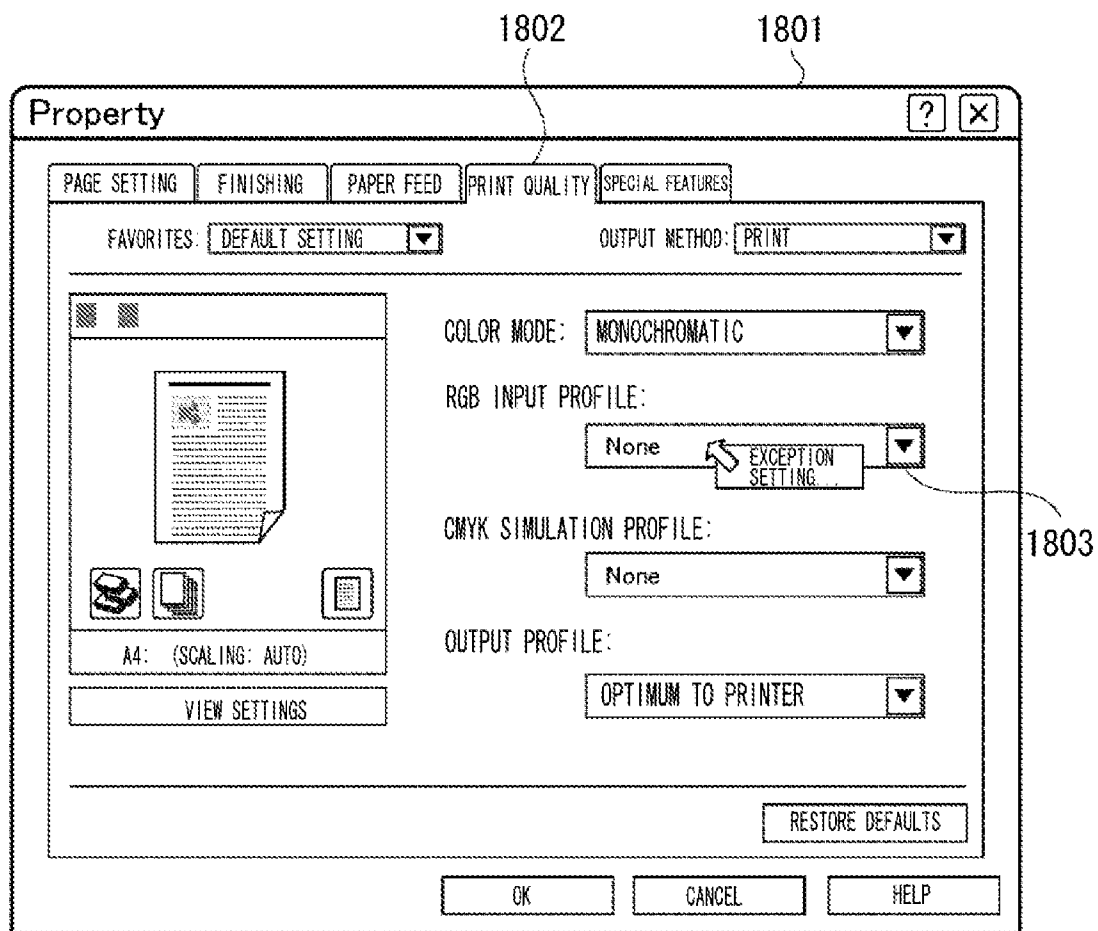 1802
1801
Property
?
X
PAGE SETTING
FINISHING
PAPER FEED
PRINT QUALITY
SPECIAL FEATURES
FAVORITES: DEFAULT SETTING
OUTPUT METHOD: PRINT
COLOR MODE: MONOCHROMATIC
RGB INPUT PROFILE:
None
EXCEPTION
SETTING...
1803
CMYK SIMULATION PROFILE:
None
OUTPUT PROFILE:
OPTIMUM TO PRINTER
A4: (SCALING: AUTO)
VIEW SETTINGS
RESTORE DEFAULTS
OK
CANCEL
HELP